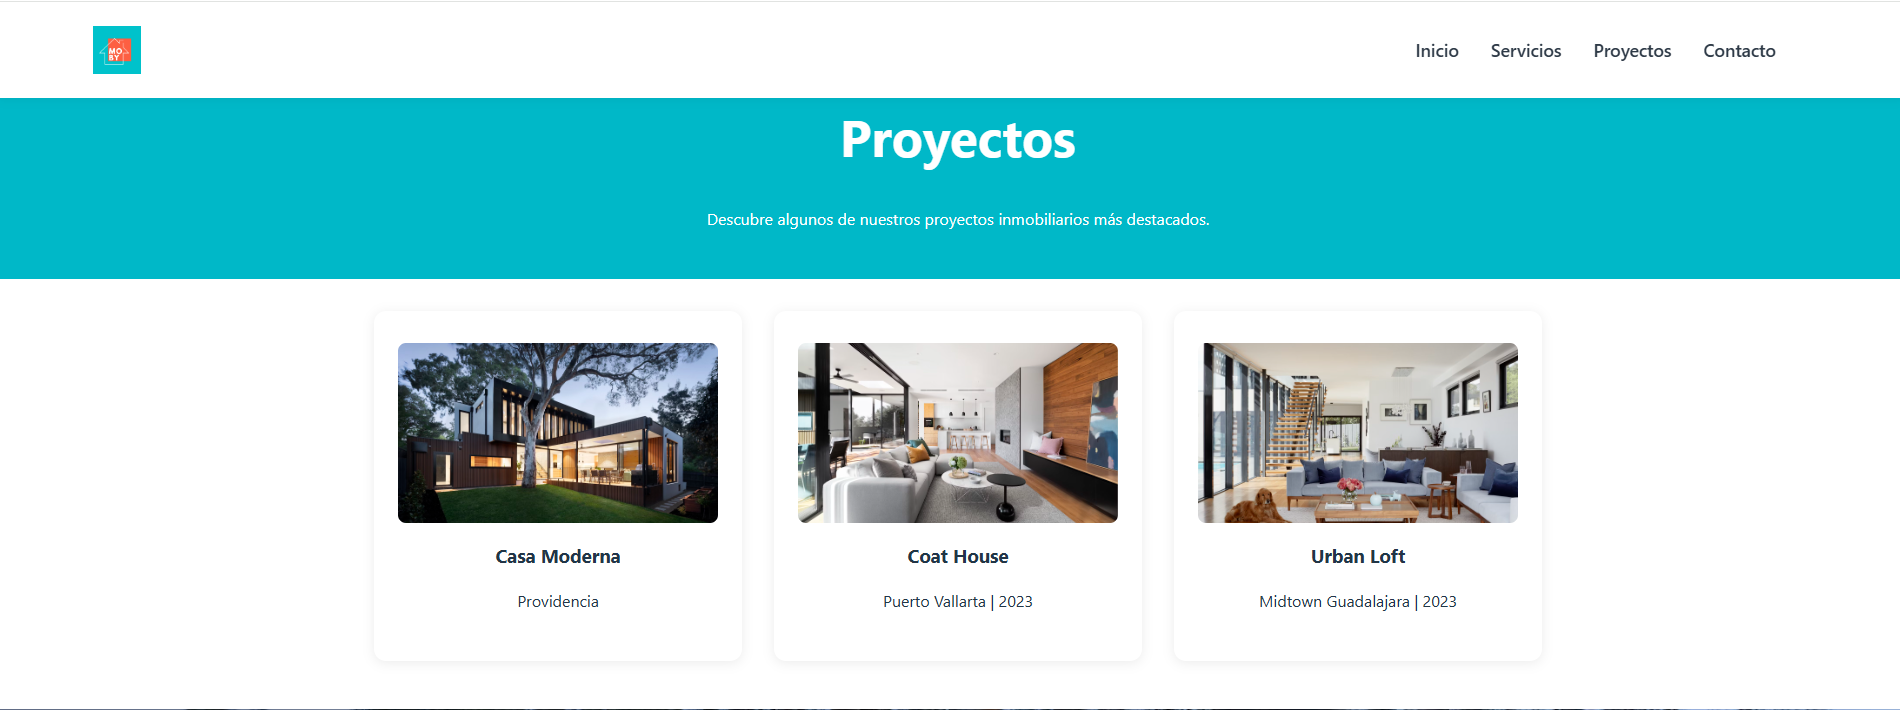 MO
BY
Inicio Servicios Proyectos Contacto
Proyectos
Descubre algunos de nuestros proyectos inmobiliarios más destacados.
Casa Moderna
Providencia
Coat House
Puerto Vallarta | 2023
Urban Loft
Midtown Guadalajara | 2023